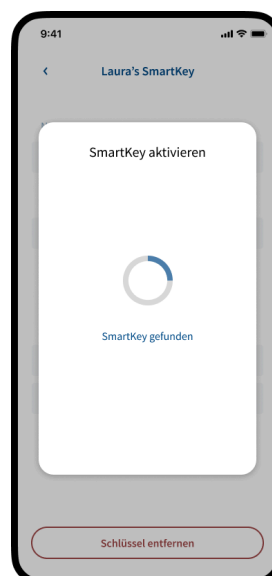 9:41
Laura’s SmartKey
SmartKey aktivieren
SmartKey gefunden
Schlüssel entfernen